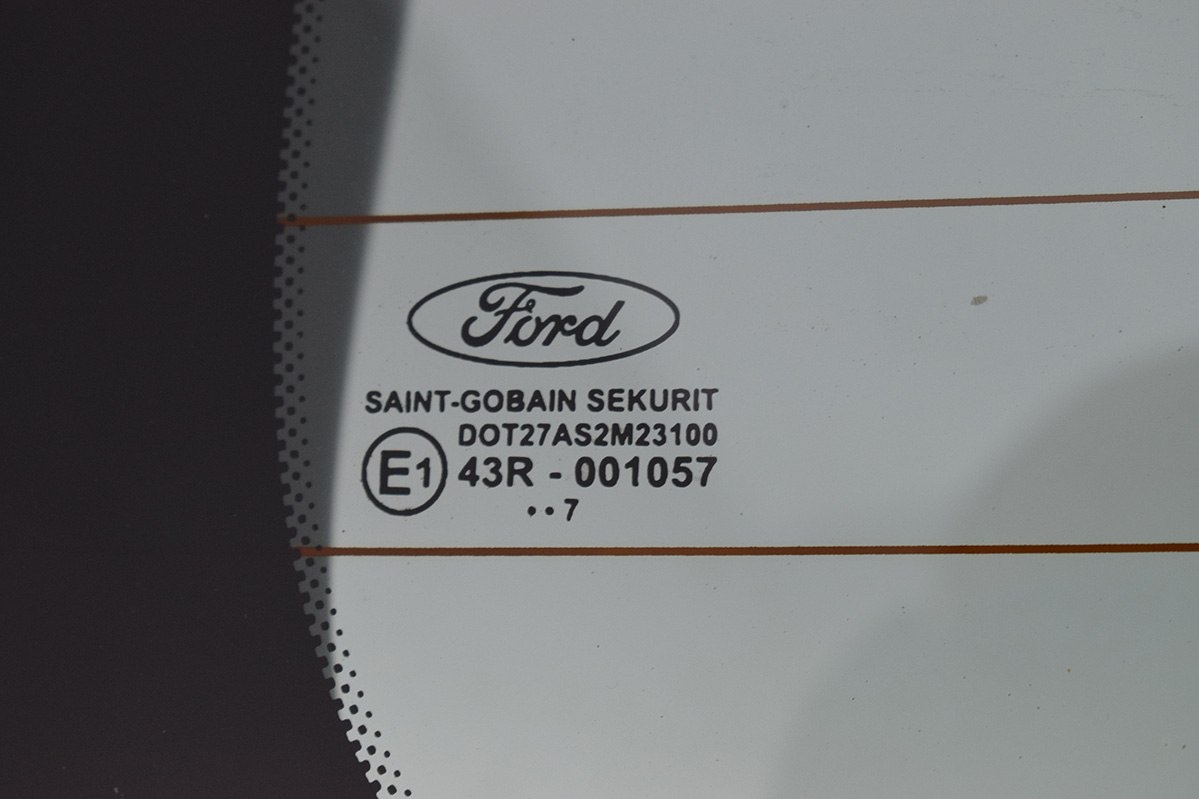 Ford
SAINT-GOBAIN SEKURIT
DOT27AS2M23100
E1 43R - 001057
••7